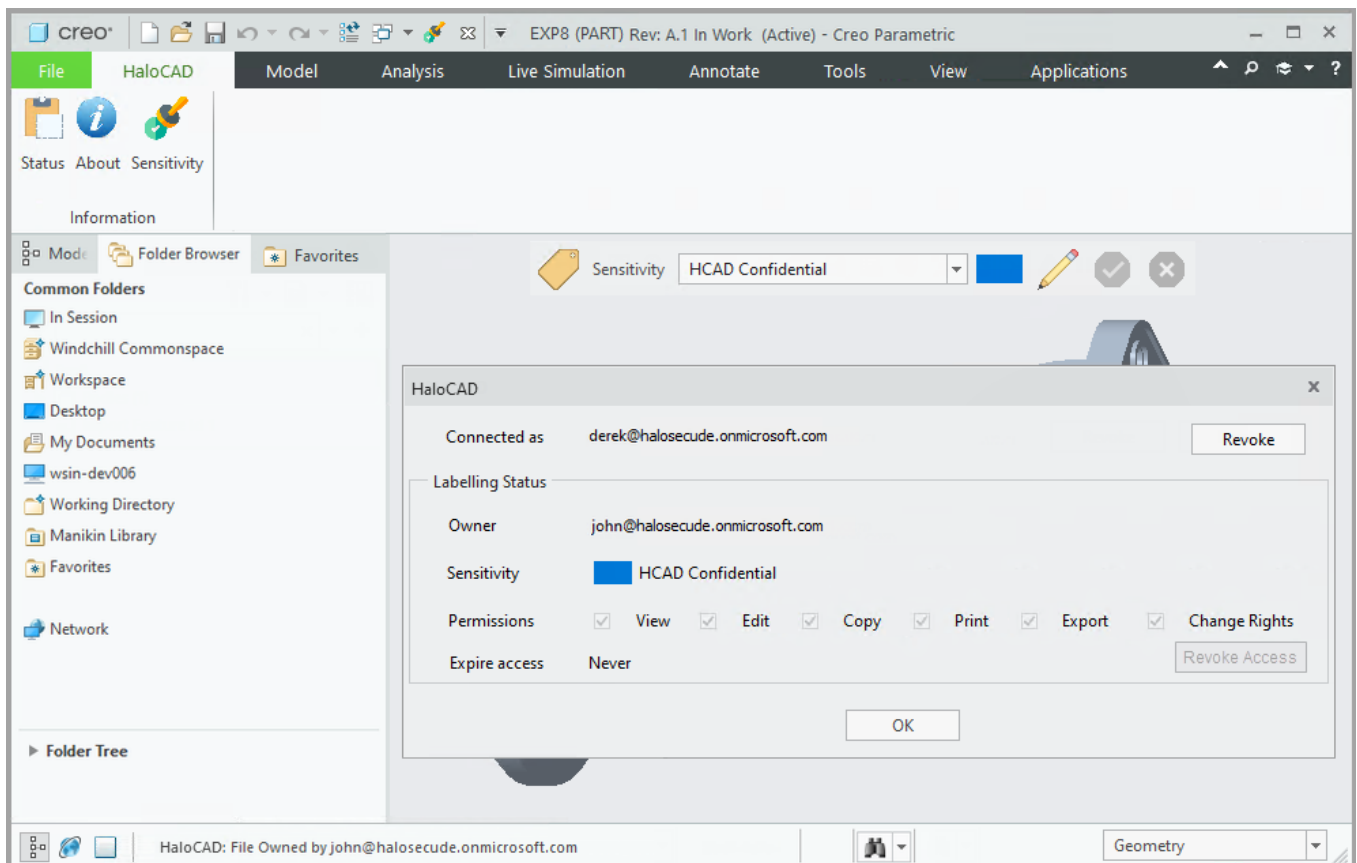 creo EXP8 (PART) Rev: A.1 In Work (Active) - Creo Parametric
File HaloCAD Model Analysis Live Simulation Annotate Tools View Applications ?
Status About Sensitivity
Information
Mode Folder Browser Favorites
Common Folders
In Session
Windchill Commonspace
Workspace
Desktop
My Documents
wsin-dev006
Working Directory
Manikin Library
Favorites
Network
Folder Tree
Sensitivity HCAD Confidential
HaloCAD
Connected as derek@halosecude.onmicrosoft.com Revoke
Labelling Status
Owner john@halosecude.onmicrosoft.com
Sensitivity HCAD Confidential
Permissions View Edit Copy Print Export Change Rights
Expire access Never Revoke Access
OK
HaloCAD: File Owned by john@halosecude.onmicrosoft.com Geometry